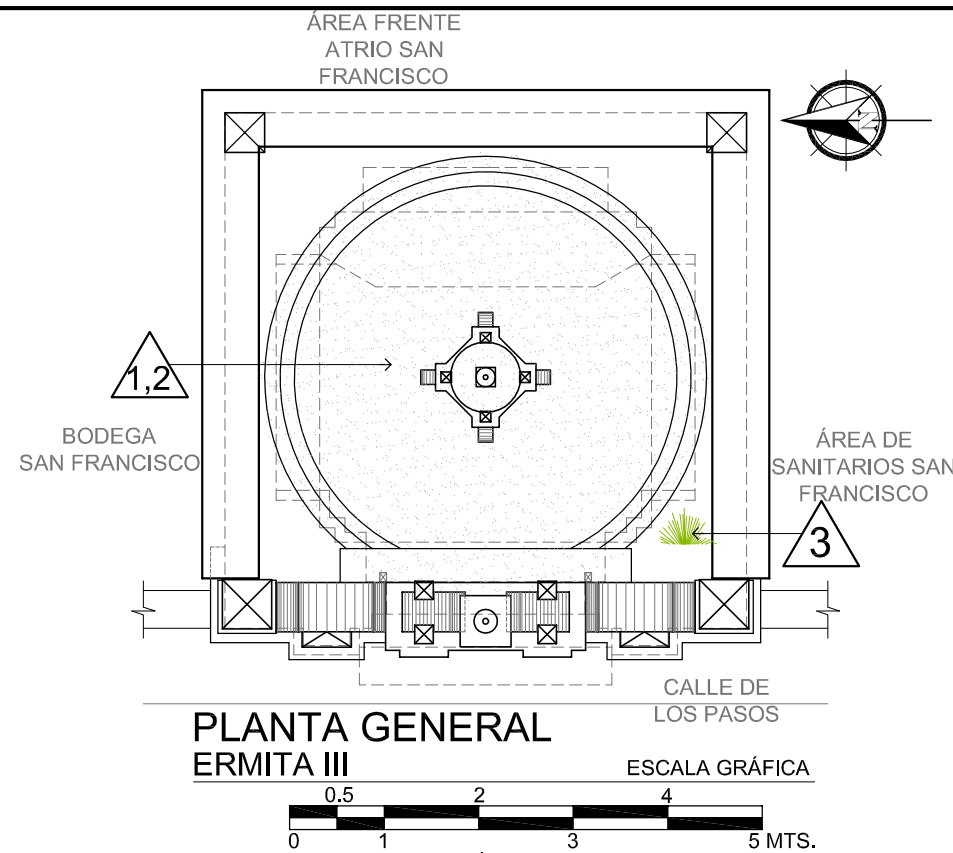 ÁREA FRENTE
ATRIO SAN
FRANCISCO
N
1,2
BODEGA
SAN FRANCISCO
ÁREA DE
SANITARIOS SAN
FRANCISCO
3
CALLE DE
LOS PASOS
PLANTA GENERAL
ERMITA III
ESCALA GRÁFICA
0.5 2 4
0 1 3 5 MTS.